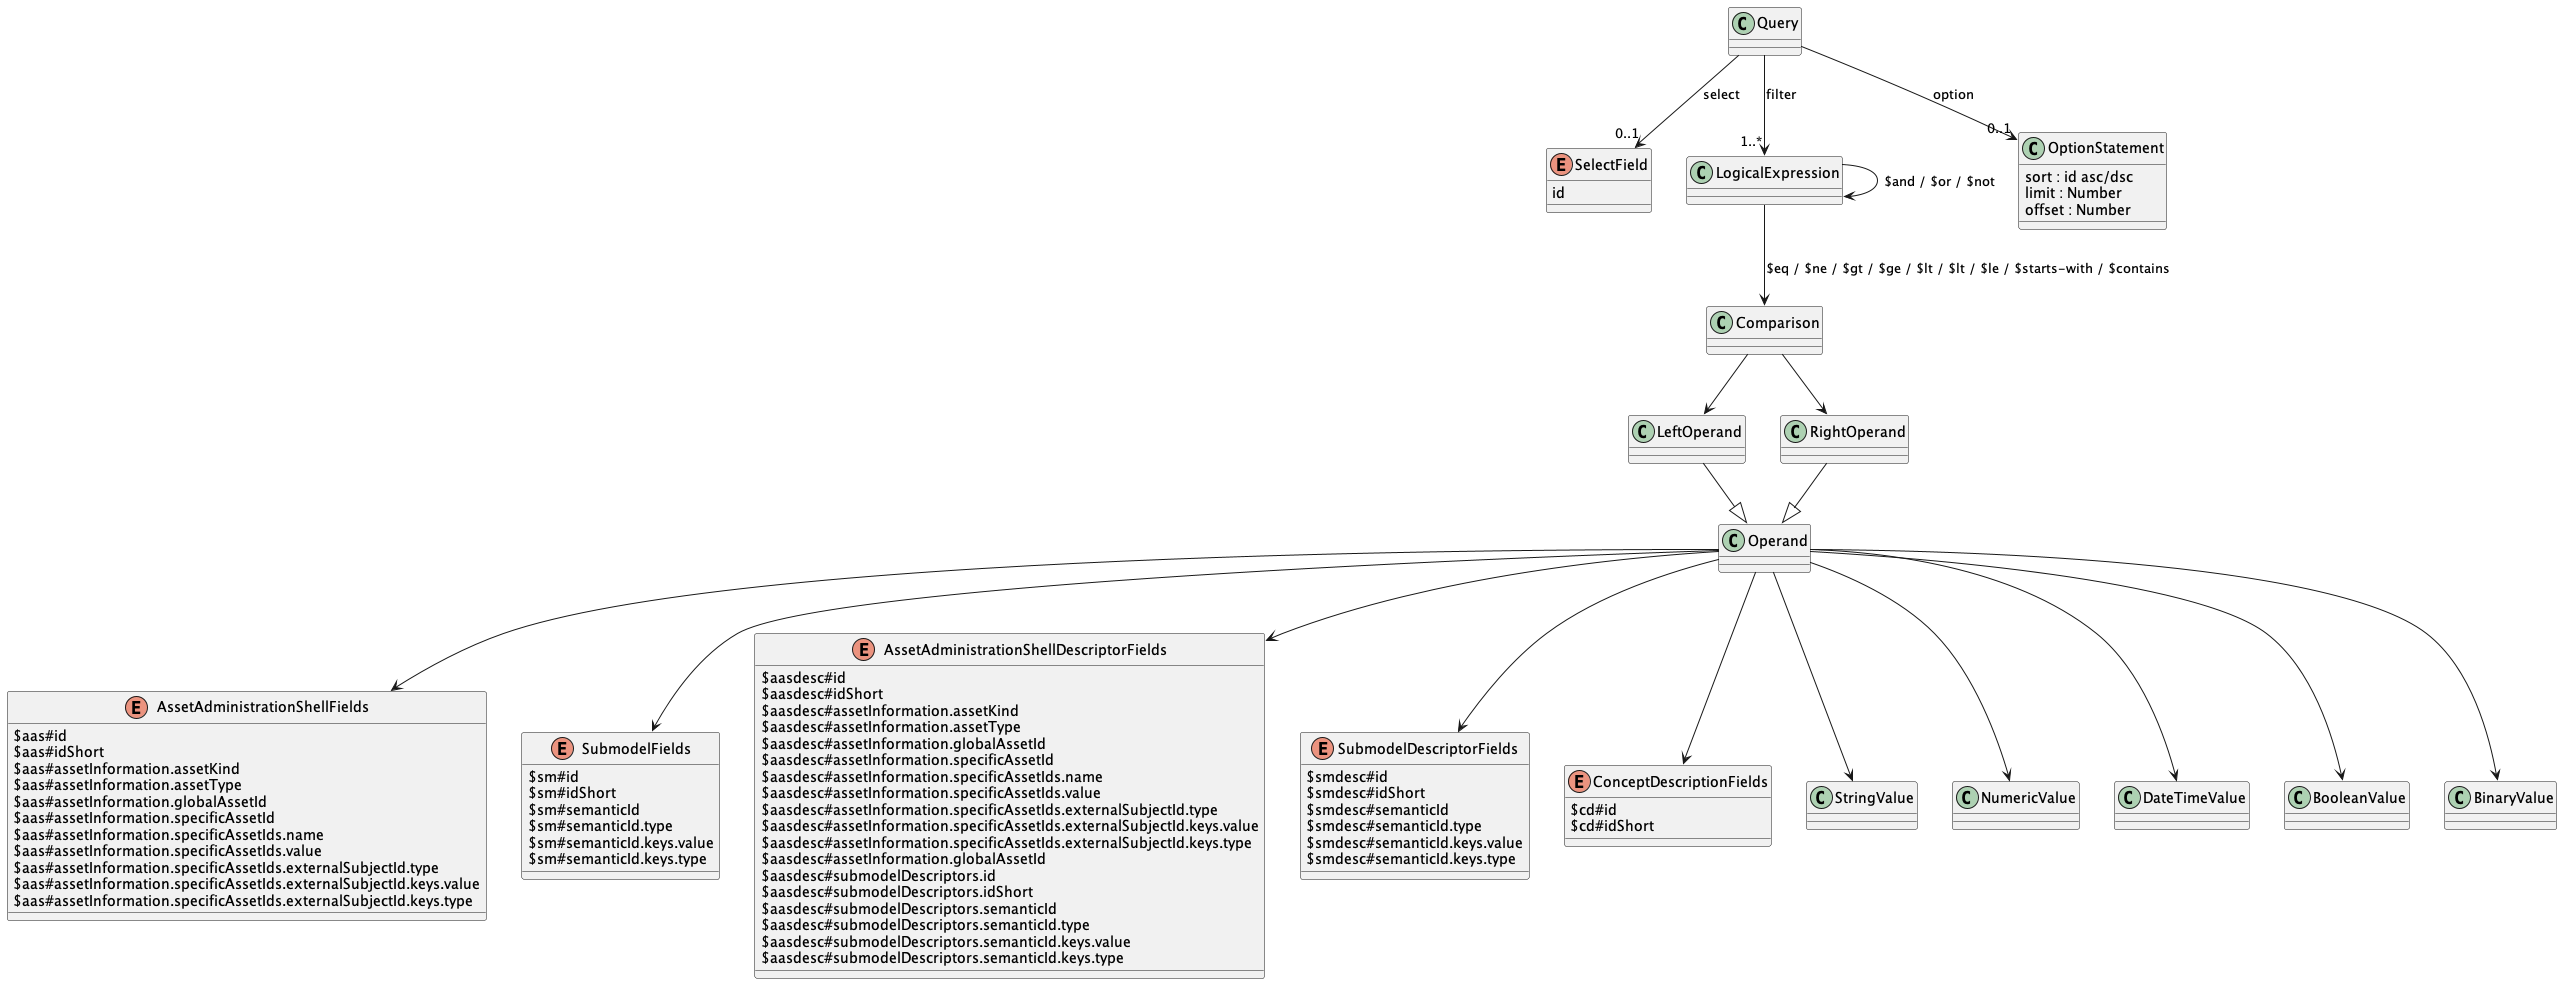 C Query
select
filter
option
0..1
1..*
0..1
E SelectField
id
C LogicalExpression
$and / $or / $not
C OptionStatement
sort : id asc/dsc
limit : Number
offset : Number
$eq / $ne / $gt / $ge / $lt / $lt / $le / $starts-with / $contains
C Comparison
C LeftOperand
C RightOperand
C Operand
E AssetAdministrationShellFields
$aas#id
$aas#idShort
$aas#assetInformation.assetKind
$aas#assetInformation.assetType
$aas#assetInformation.globalAssetId
$aas#assetInformation.specificAssetId
$aas#assetInformation.specificAssetIds.name
$aas#assetInformation.specificAssetIds.value
$aas#assetInformation.specificAssetIds.externalSubjectId.type
$aas#assetInformation.specificAssetIds.externalSubjectId.keys.value
$aas#assetInformation.specificAssetIds.externalSubjectId.keys.type
E SubmodelFields
$sm#id
$sm#idShort
$sm#semanticId
$sm#semanticId.type
$sm#semanticId.keys.value
$sm#semanticId.keys.type
E AssetAdministrationShellDescriptorFields
$aasdesc#id
$aasdesc#idShort
$aasdesc#assetInformation.assetKind
$aasdesc#assetInformation.assetType
$aasdesc#assetInformation.globalAssetId
$aasdesc#assetInformation.specificAssetId
$aasdesc#assetInformation.specificAssetIds.name
$aasdesc#assetInformation.specificAssetIds.value
$aasdesc#assetInformation.specificAssetIds.externalSubjectId.type
$aasdesc#assetInformation.specificAssetIds.externalSubjectId.keys.value
$aasdesc#assetInformation.specificAssetIds.externalSubjectId.keys.type
$aasdesc#assetInformation.globalAssetId
$aasdesc#submodelDescriptors.id
$aasdesc#submodelDescriptors.idShort
$aasdesc#submodelDescriptors.semanticId
$aasdesc#submodelDescriptors.semanticId.type
$aasdesc#submodelDescriptors.semanticId.keys.value
$aasdesc#submodelDescriptors.semanticId.keys.type
E SubmodelDescriptorFields
$smdesc#id
$smdesc#idShort
$smdesc#semanticId
$smdesc#semanticId.type
$smdesc#semanticId.keys.value
$smdesc#semanticId.keys.type
E ConceptDescriptionFields
$cd#id
$cd#idShort
C StringValue
C NumericValue
C DateTimeValue
C BooleanValue
C BinaryValue